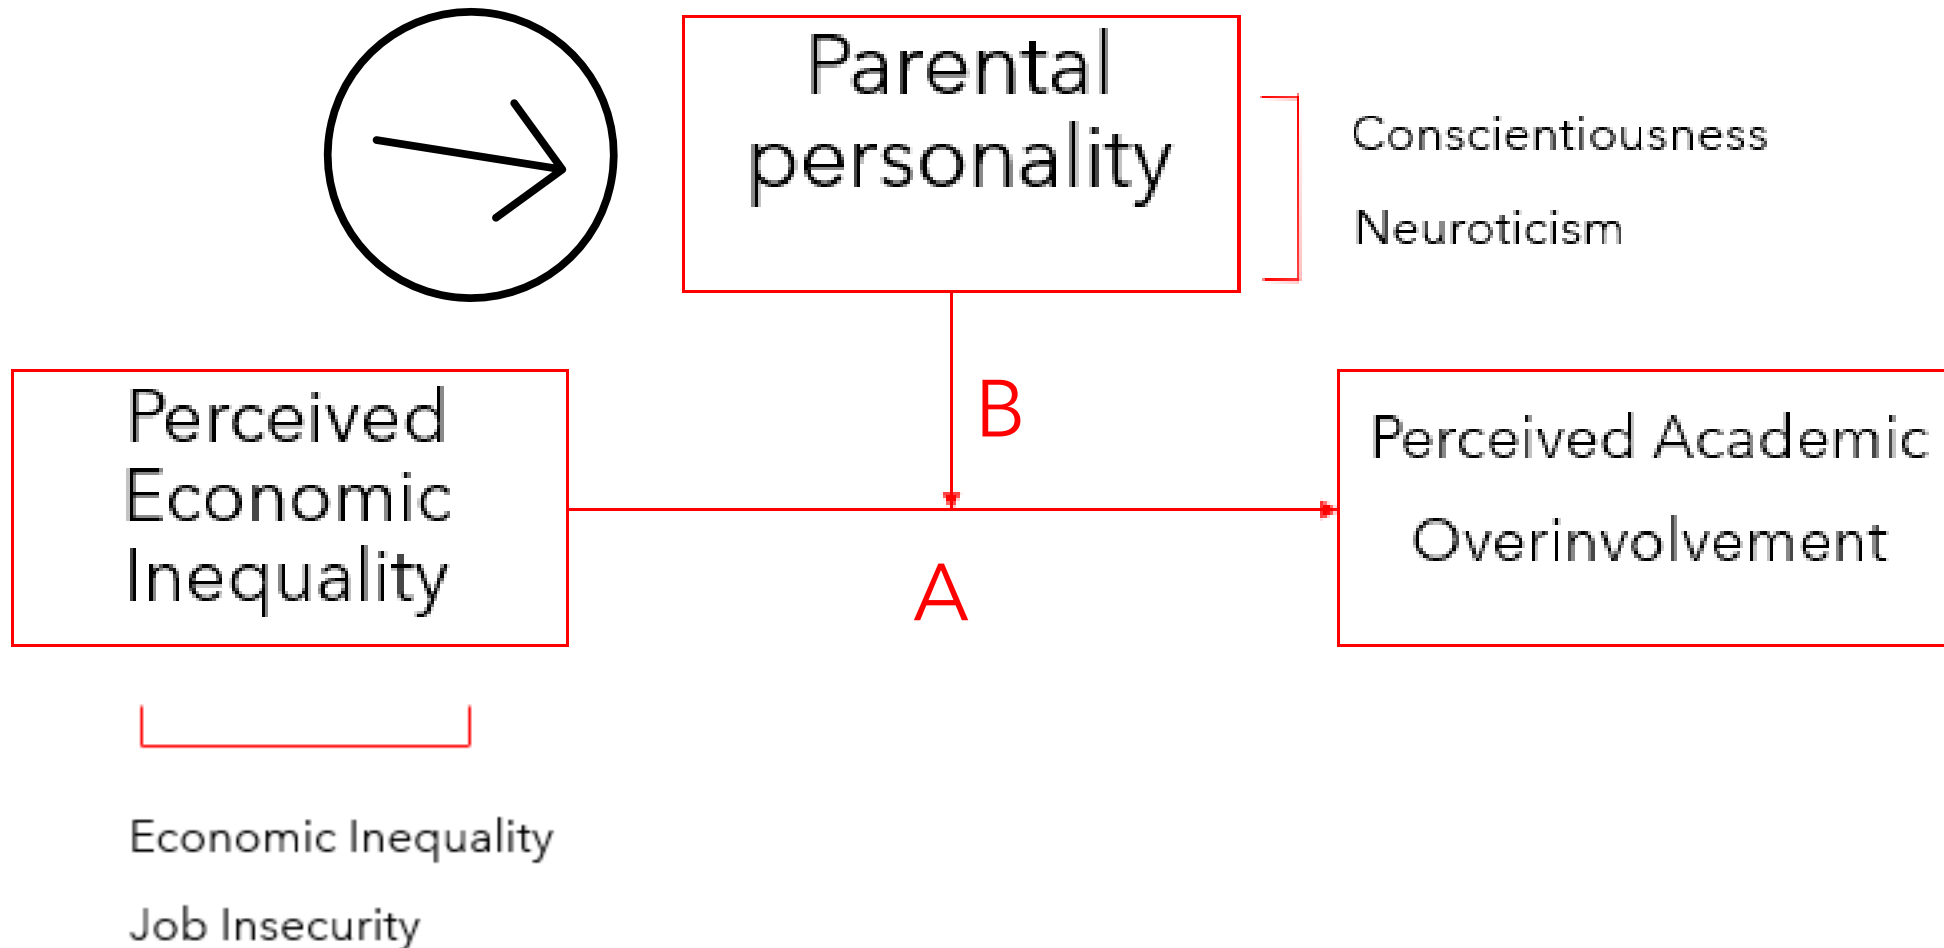 Parental
personality
Conscientiousness
Neuroticism
Perceived
Economic
Inequality
B
A
Perceived Academic
Overinvolvement
Economic Inequality
Job Insecurity